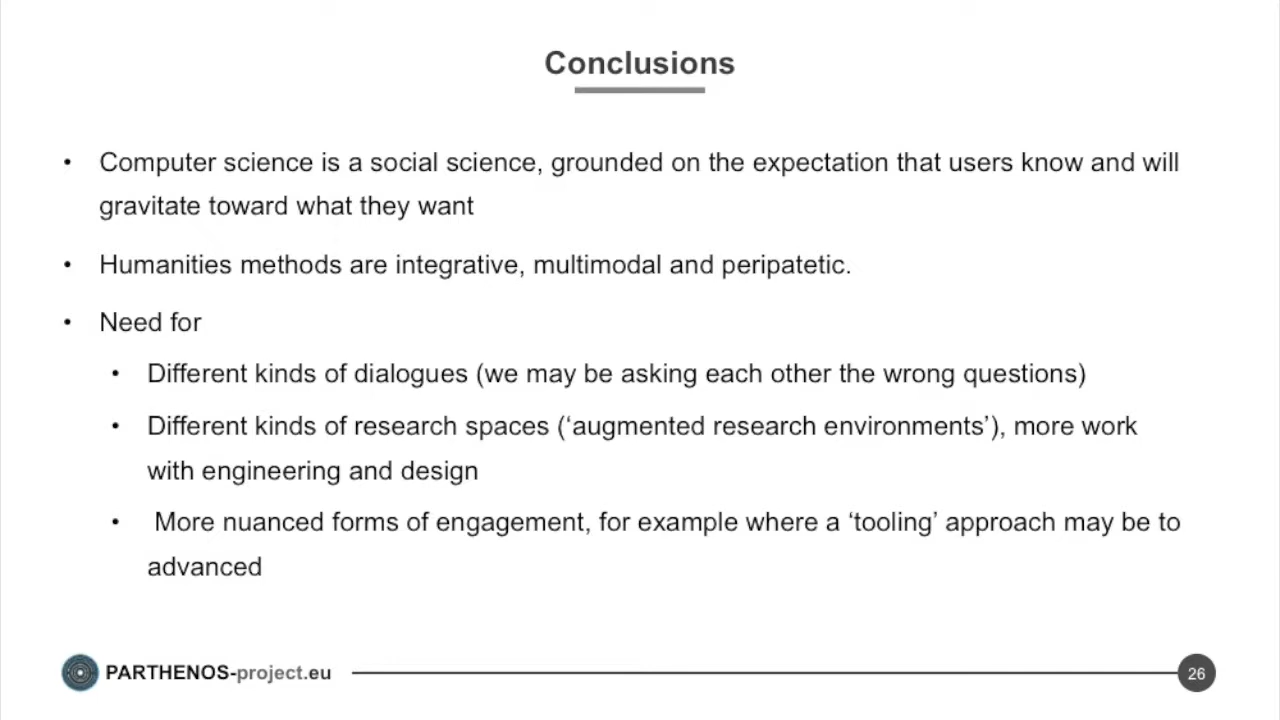 Conclusions
• Computer science is a social science, grounded on the expectation that users know and will
gravitate toward what they want
• Humanities methods are integrative, multimodal and peripatetic.
• Need for
• Different kinds of dialogues (we may be asking each other the wrong questions)
• Different kinds of research spaces (‘augmented research environments’), more work
with engineering and design
• More nuanced forms of engagement, for example where a ‘tooling’ approach may be to
advanced
PARTHENOS-project.eu
26